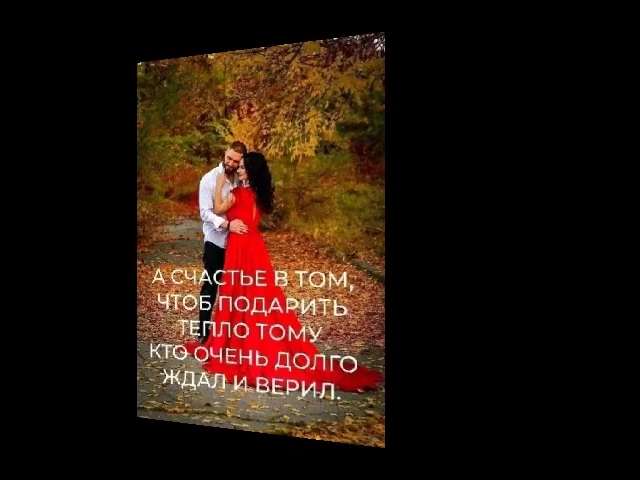 А СЧАСТЬЕ В ТОМ,
ЧТОБ ПОДАРИТЬ
ТЕПЛО ТОМУ
КТО ОЧЕНЬ ДОЛГО
ЖДАЛ И ВЕРИЛ.